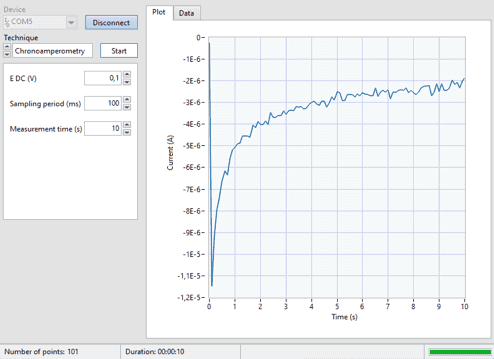 Device
COM5
Disconnect
Technique
Chronoamperometry
Start
E DC (V)
0,1
Sampling period (ms)
100
Measurement time (s)
10
Plot
Data
0-
-1E-6
-2E-6
-3E-6
-4E-6
-5E-6
-6E-6
-7E-6
-8E-6
-9E-6
-1E-5
-1,1E-5
-1,2E-5
Current (A)
0 1 2 3 4 5 6 7 8 9 10
Time (s)
Number of points: 101
Duration: 00:00:10